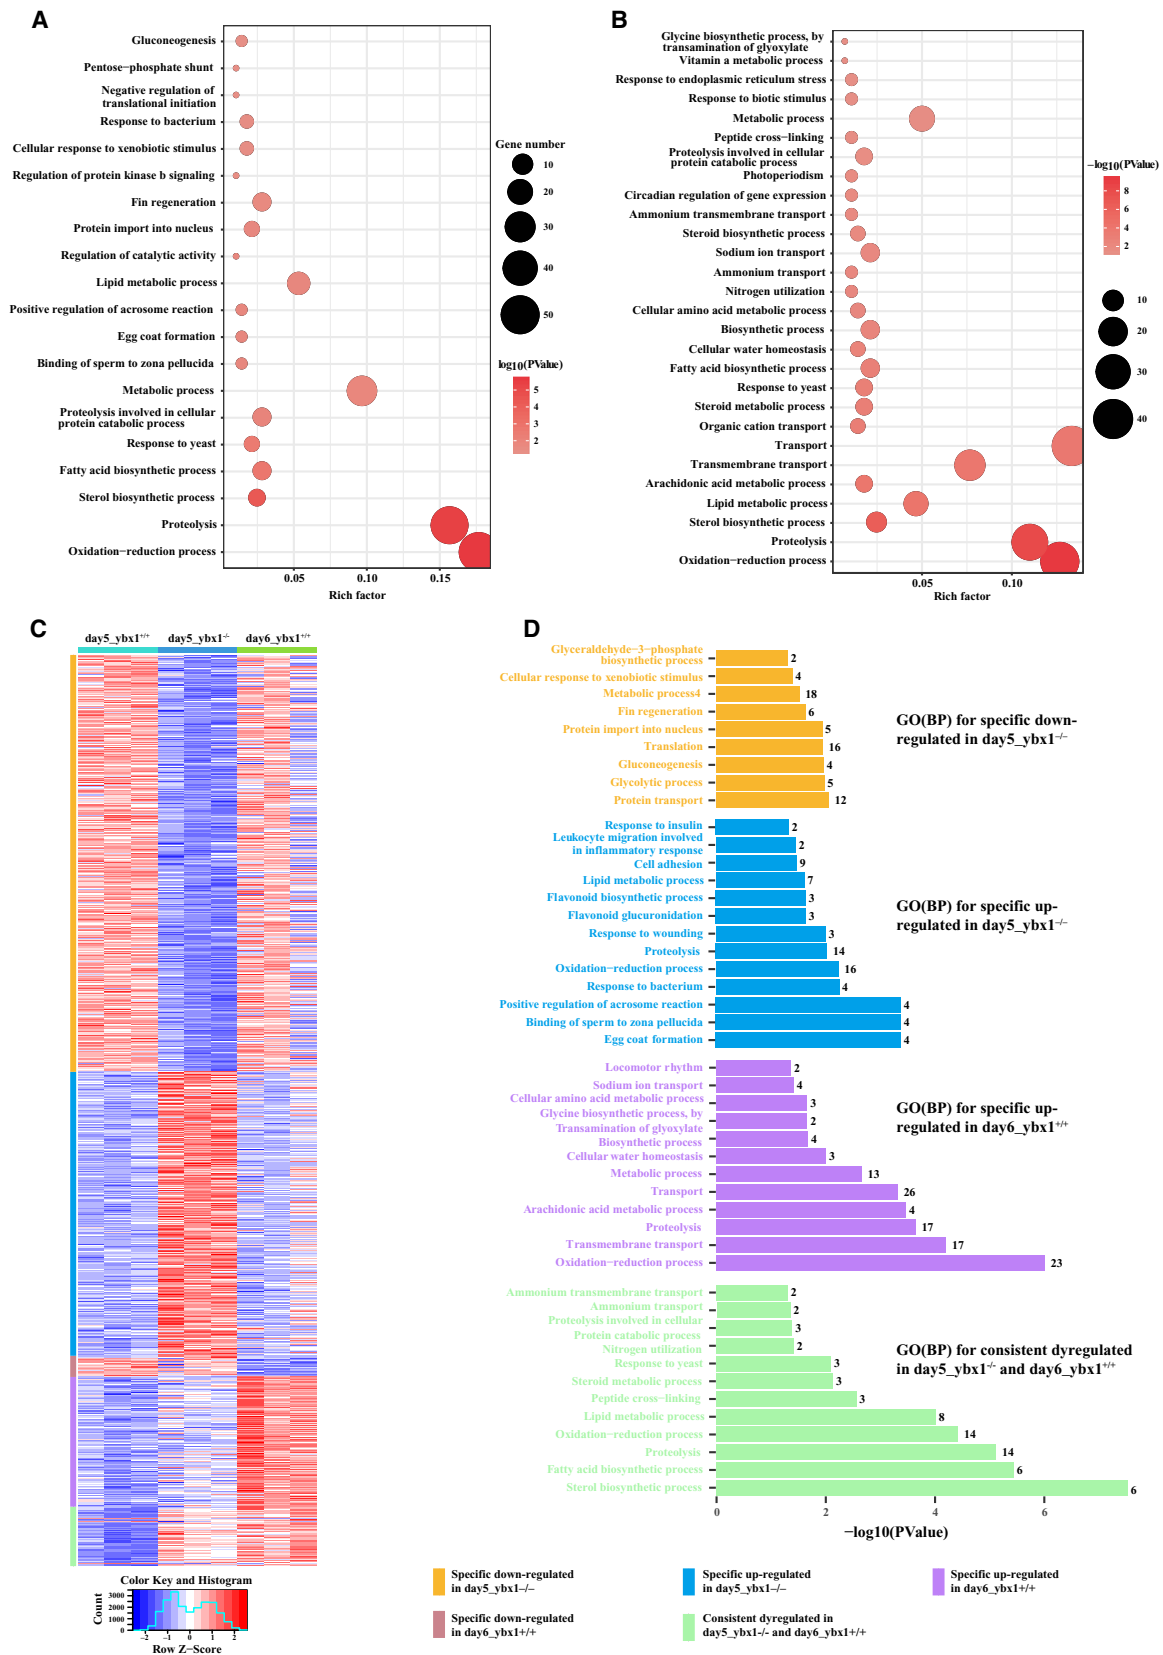 A
Gluconeogenesis
Pentose−phosphate shunt
Negative regulation of
translational initiation
Response to bacterium
Cellular response to xenobiotic stimulus
Regulation of protein kinase b signaling
Fin regeneration
Protein import into nucleus
Regulation of catalytic activity
Lipid metabolic process
Positive regulation of acrosome reaction
Egg coat formation
Binding of sperm to zona pellucida
Metabolic process
Proteolysis involved in cellular
protein catabolic process
Response to yeast
Fatty acid biosynthetic process
Sterol biosynthetic process
Proteolysis
Oxidation−reduction process
0.05 0.10 0.15
Rich factor
Gene number
10
20
30
40
50
log10(PValue)
5
4
3
2
B
Glycine biosynthetic process, by
transamination of glyoxylate
Vitamin a metabolic process
Response to endoplasmic reticulum stress
Response to biotic stimulus
Metabolic process
Peptide cross−linking
Proteolysis involved in cellular
protein catabolic process
Photoperiodism
Circadian regulation of gene expression
Ammonium transmembrane transport
Steroid biosynthetic process
Sodium ion transport
Ammonium transport
Nitrogen utilization
Cellular amino acid metabolic process
Biosynthetic process
Cellular water homeostasis
Fatty acid biosynthetic process
Response to yeast
Steroid metabolic process
Organic cation transport
Transport
Transmembrane transport
Arachidonic acid metabolic process
Lipid metabolic process
Sterol biosynthetic process
Proteolysis
Oxidation−reduction process
0.05 0.10
Rich factor
−log10(PValue)
8
6
4
2
10
20
30
40
C
day5_ybx1+/+ day5_ybx1-/- day6_ybx1+/+
Color Key and Histogram
Count
3000
2000
1000
0
−2 −1 0 1 2
Row Z−Score
D
Glyceraldehyde−3−phosphate
biosynthetic process 2
Cellular response to xenobiotic stimulus 4
Metabolic process4 18
Fin regeneration 6
Protein import into nucleus 5
Translation 16
Gluconeogenesis 4
Glycolytic process 5
Protein transport 12
GO(BP) for specific down-
regulated in day5_ybx1−/−
Response to insulin 2
Leukocyte migration involved
in inflammatory response 2
Cell adhesion 9
Lipid metabolic process 7
Flavonoid biosynthetic process 3
Flavonoid glucuronidation 3
Response to wounding 3
Proteolysis 14
Oxidation−reduction process 16
Response to bacterium 4
Positive regulation of acrosome reaction 4
Binding of sperm to zona pellucida 4
Egg coat formation 4
GO(BP) for specific up-
regulated in day5_ybx1−/−
Locomotor rhythm 2
Sodium ion transport 4
Cellular amino acid metabolic process 3
Glycine biosynthetic process, by 2
Transamination of glyoxylate
Biosynthetic process 4
Cellular water homeostasis 3
Metabolic process 13
Transport 26
Arachidonic acid metabolic process 4
Proteolysis 17
Transmembrane transport 17
Oxidation−reduction process 23
GO(BP) for specific up-
regulated in day6_ybx1+/+
Ammonium transmembrane transport 2
Ammonium transport 2
Proteolysis involved in cellular 3
Protein catabolic process
Nitrogen utilization 2
Response to yeast 3
Steroid metabolic process 3
Peptide cross−linking 3
Lipid metabolic process 8
Oxidation−reduction process 14
Proteolysis 14
Fatty acid biosynthetic process 6
Sterol biosynthetic process 6
GO(BP) for consistent dyregulated
in day5_ybx1-/- and day6_ybx1+/+
0 2 4 6
−log10(PValue)
Specific down-regulated
in day5_ybx1−/−
Specific up-regulated
in day5_ybx1−/−
Specific up-regulated
in day6_ybx1+/+
Specific down-regulated
in day6_ybx1+/+
Consistent dyregulated in
day5_ybx1-/- and day6_ybx1+/+